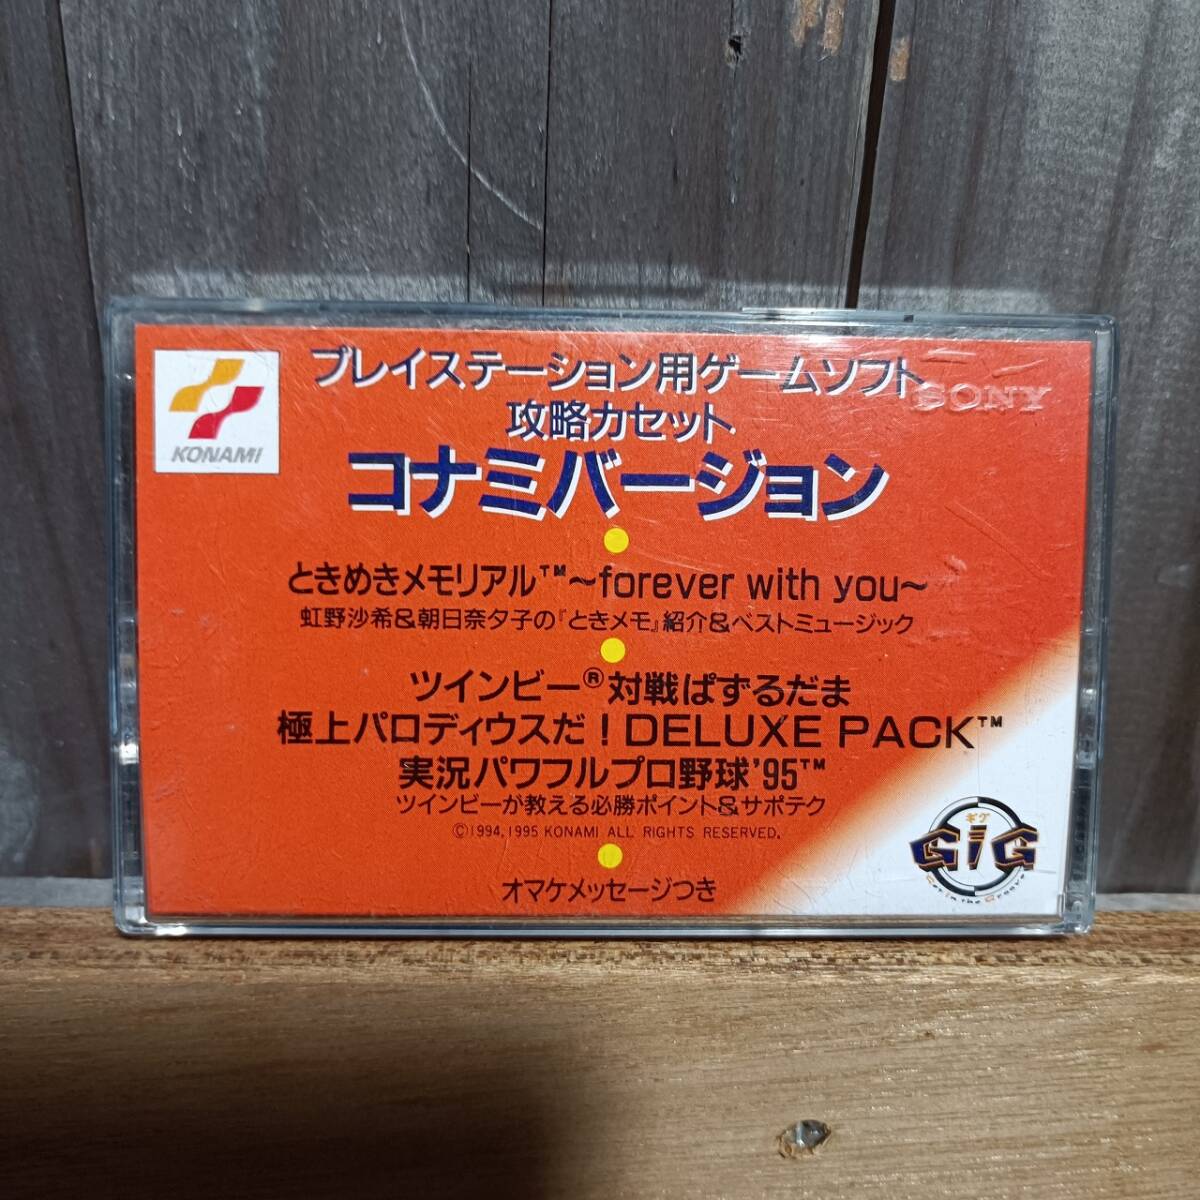 KONAMI
プレイステーション用ゲームソフト
SONY
攻略カセット
コナミバージョン
ときめきメモリアル™~forever with you~
虹野沙希&朝日奈夕子の『ときメモ』紹介&ベストミュージック
ツインビー®対戦ぱずるだま
極上パロディウスだ!DELUXE PACK™
実況パワフルプロ野球'95™
ツインビーが教える必勝ポイント&サポテク
©1994,1995 KONAMI ALL RIGHTS RESERVED.
ギグ
GiG
Get in the Groove
オマケメッセージつき